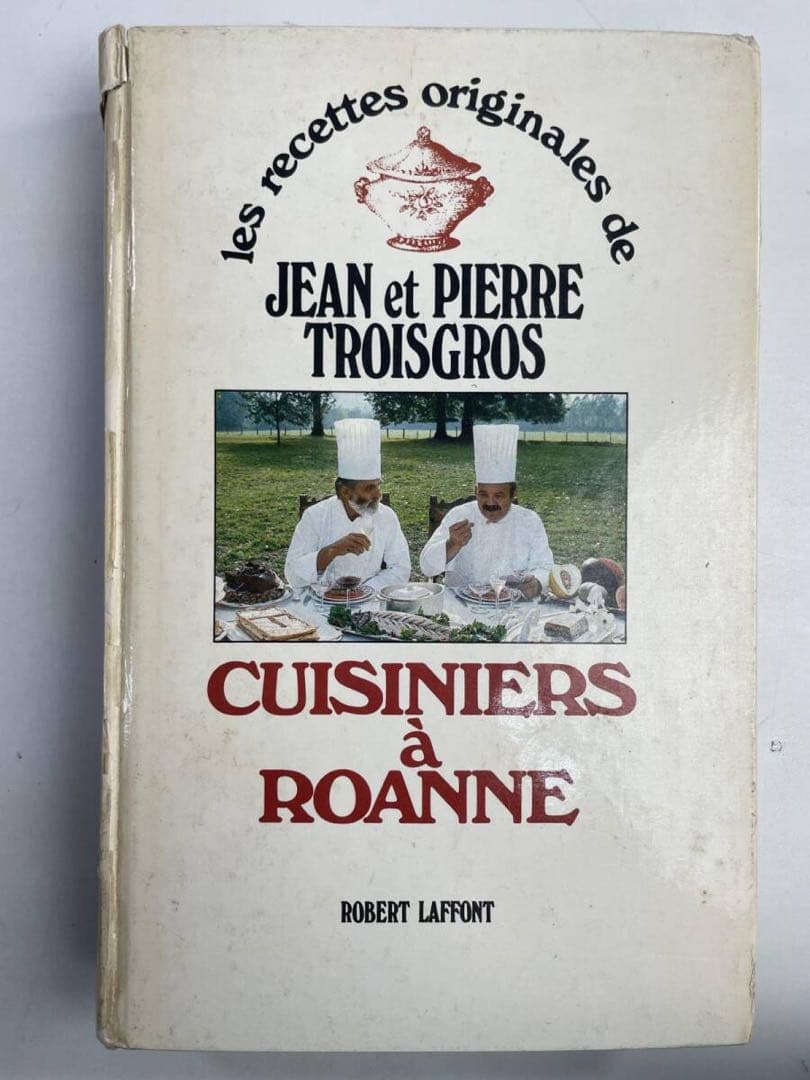 les recettes originales de
JEAN et PIERRE
TROISGROS
CUISINIERS
à
ROANNE
ROBERT LAFFONT